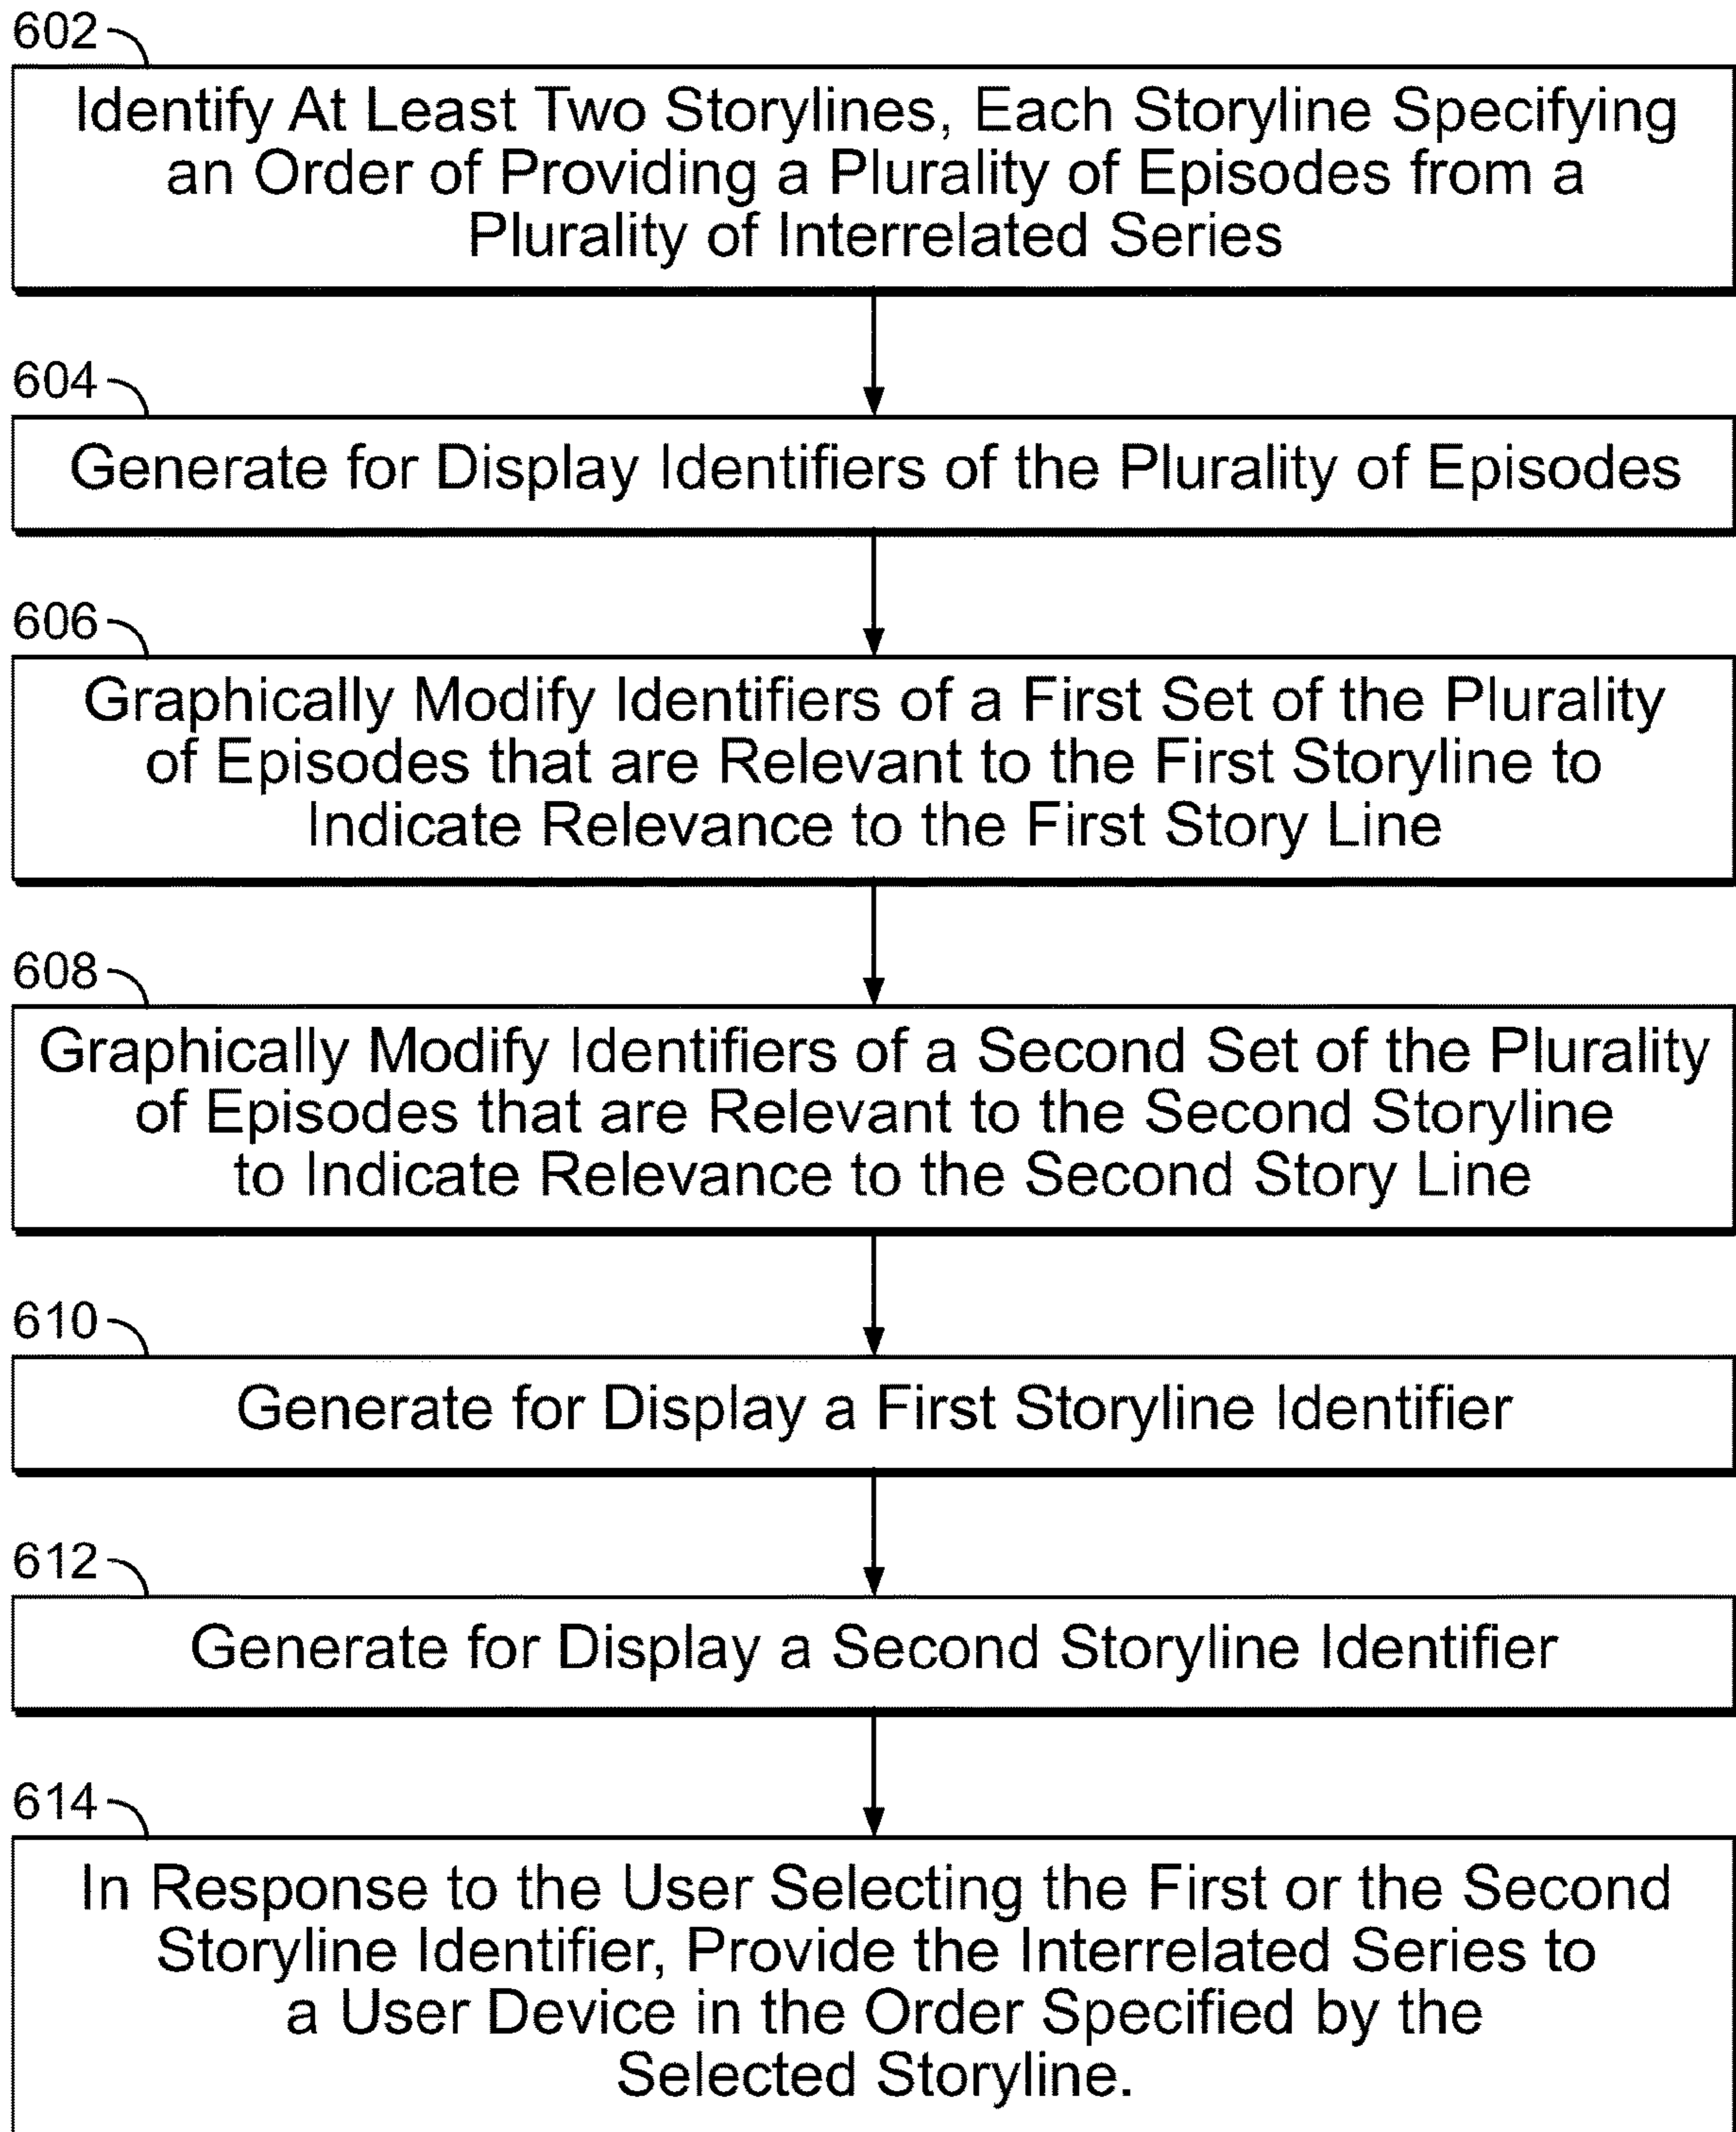 602
Identify At Least Two Storylines, Each Storyline Specifying
an Order of Providing a Plurality of Episodes from a
Plurality of Interrelated Series
604
Generate for Display Identifiers of the Plurality of Episodes
606
Graphically Modify Identifiers of a First Set of the Plurality
of Episodes that are Relevant to the First Storyline to
Indicate Relevance to the First Story Line
608
Graphically Modify Identifiers of a Second Set of the Plurality
of Episodes that are Relevant to the Second Storyline
to Indicate Relevance to the Second Story Line
610
Generate for Display a First Storyline Identifier
612
Generate for Display a Second Storyline Identifier
614
In Response to the User Selecting the First or the Second
Storyline Identifier, Provide the Interrelated Series to
a User Device in the Order Specified by the
Selected Storyline.